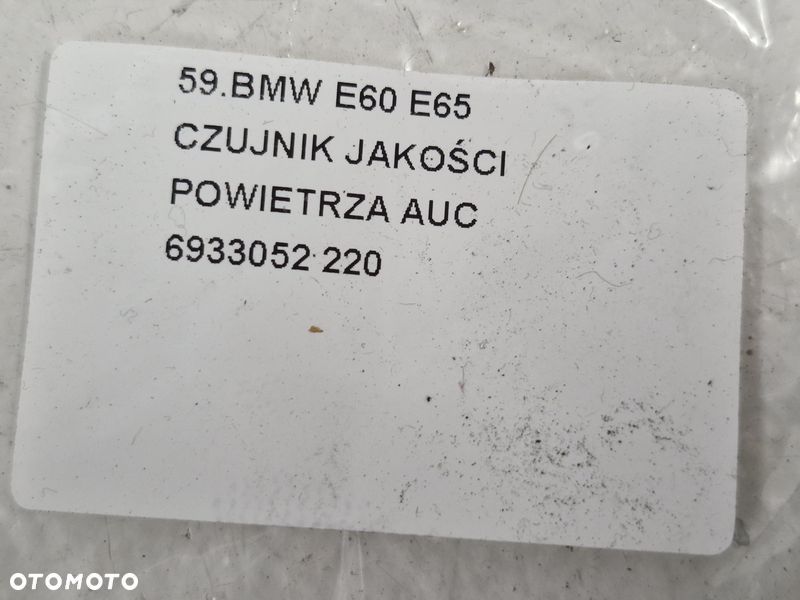 59.BMW E60 E65
CZUJNIK JAKOŚCI
POWIETRZA AUC
6933052 220
OTOMOTO